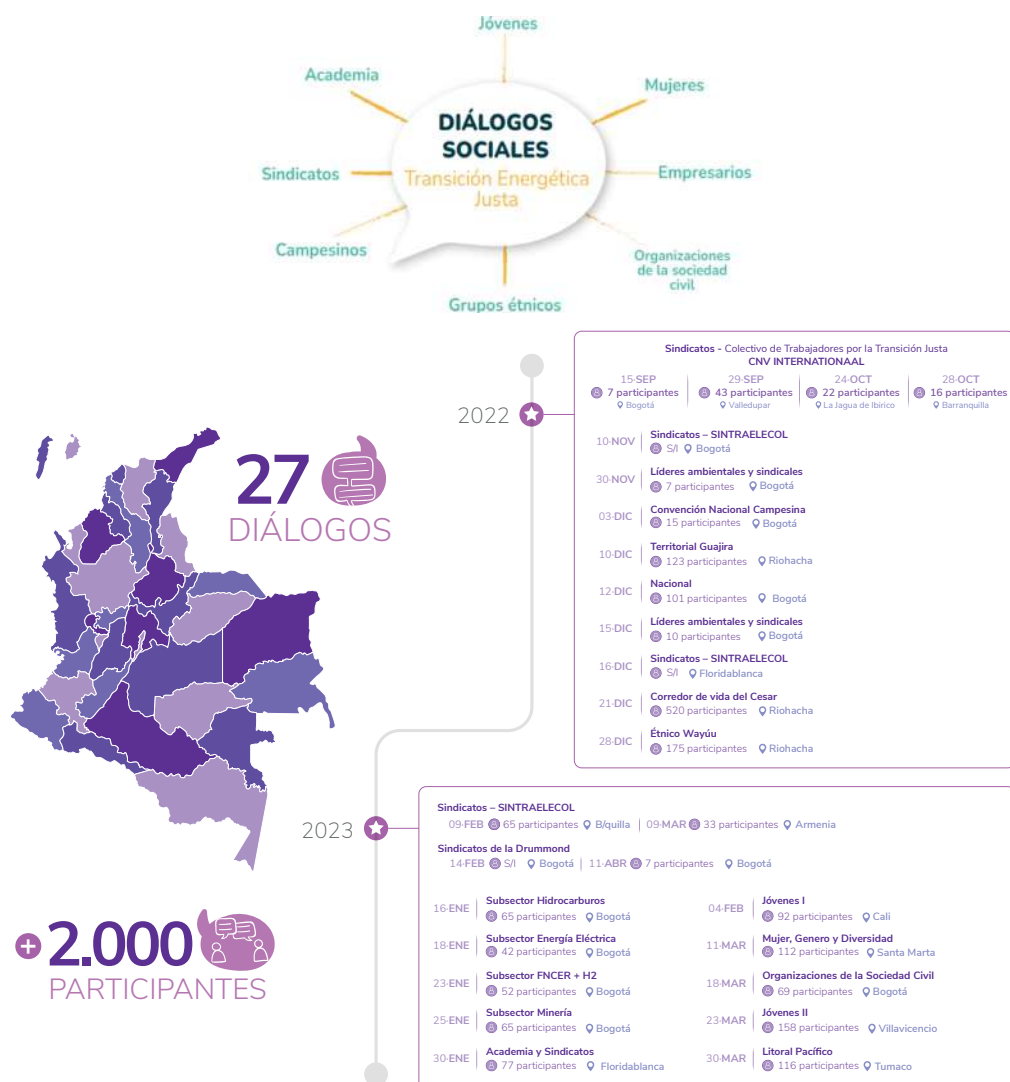 Jóvenes
Academia
Mujeres
DIÁLOGOS
SOCIALES
Transición Energética
Justa
Sindicatos
Empresarios
Campesinos
Organizaciones
de la sociedad
civil
Grupos étnicos
27
DIÁLOGOS
+ 2.000
PARTICIPANTES
2022
Sindicatos - Colectivo de Trabajadores por la Transición Justa
CNV INTERNATIONAAL
15-SEP
7 participantes
Bogotá
29-SEP
43 participantes
Valledupar
24-OCT
22 participantes
La Jagua de Ibirico
28-OCT
16 participantes
Barranquilla
10-NOV
Sindicatos – SINTRAELECOL
S/I Bogotá
30-NOV
Líderes ambientales y sindicales
7 participantes Bogotá
03-DIC
Convención Nacional Campesina
15 participantes Bogotá
10-DIC
Territorial Guajira
123 participantes Riohacha
12-DIC
Nacional
101 participantes Bogotá
15-DIC
Líderes ambientales y sindicales
10 participantes Bogotá
16-DIC
Sindicatos – SINTRAELECOL
S/I Floridablanca
21-DIC
Corredor de vida del Cesar
520 participantes Riohacha
28-DIC
Étnico Wayúu
175 participantes Riohacha
2023
Sindicatos – SINTRAELECOL
09-FEB 65 participantes B/quilla | 09-MAR 33 participantes Armenia
Sindicatos de la Drummond
14-FEB S/I Bogotá | 11-ABR 7 participantes Bogotá
16-ENE
Subsector Hidrocarburos
65 participantes Bogotá
18-ENE
Subsector Energía Eléctrica
42 participantes Bogotá
23-ENE
Subsector FNCER + H2
52 participantes Bogotá
25-ENE
Subsector Minería
65 participantes Bogotá
30-ENE
Academia y Sindicatos
77 participantes Floridablanca
04-FEB
Jóvenes I
92 participantes Cali
11-MAR
Mujer, Genero y Diversidad
112 participantes Santa Marta
18-MAR
Organizaciones de la Sociedad Civil
69 participantes Bogotá
23-MAR
Jóvenes II
158 participantes Villavicencio
30-MAR
Litoral Pacífico
116 participantes Tumaco